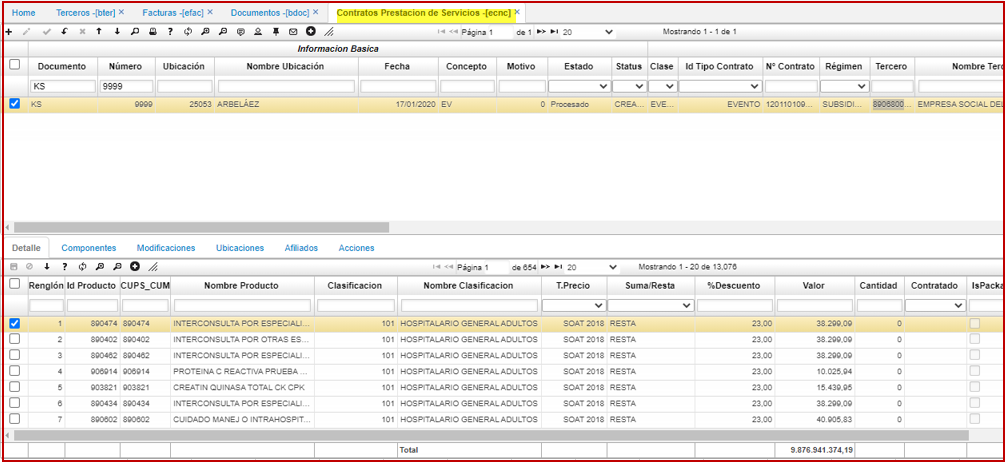 Home Terceros -[bter] Facturas -[efac] Documentos -[bdoc] Contratos Prestacion de Servicios -[ecnc]
Página 1 de 1 20 Mostrando 1 - 1 de 1
Informacion Basica
Documento Número Ubicación Nombre Ubicación Fecha Concepto Motivo Estado Status Clase Id Tipo Contrato N° Contrato Régimen Tercero Nombre Terc
KS 9999
KS 9999 25053 ARBELÁEZ 17/01/2020 EV 0 Procesado CREA... EVE... EVENTO 120110109... SUBSIDI... 8906800... EMPRESA SOCIAL DEL
Detalle Componentes Modificaciones Ubicaciones Afiliados Acciones
Página 1 de 654 20 Mostrando 1 - 20 de 13,076
Renglón Id Producto CUPS_CUM Nombre Producto Clasificacion Nombre Clasificacion T.Precio Suma/Resta %Descuento Valor Cantidad Contratado IsPacka
1 890474 890474 INTERCONSULTA POR ESPECIALI... 101 HOSPITALARIO GENERAL ADULTOS SOAT 2018 RESTA 23,00 38.299,09 0
2 890402 890402 INTERCONSULTA POR OTRAS ES... 101 HOSPITALARIO GENERAL ADULTOS SOAT 2018 RESTA 23,00 38.299,09 0
3 890462 890462 INTERCONSULTA POR ESPECIALI... 101 HOSPITALARIO GENERAL ADULTOS SOAT 2018 RESTA 23,00 38.299,09 0
4 906914 906914 PROTEINA C REACTIVA PRUEBA ... 101 HOSPITALARIO GENERAL ADULTOS SOAT 2018 RESTA 23,00 10.025,94 0
5 903821 903821 CREATIN QUINASA TOTAL CK CPK 101 HOSPITALARIO GENERAL ADULTOS SOAT 2018 RESTA 23,00 15.439,95 0
6 890434 890434 INTERCONSULTA POR ESPECIALI... 101 HOSPITALARIO GENERAL ADULTOS SOAT 2018 RESTA 23,00 38.299,09 0
7 890602 890602 CUIDADO MANEJ O INTRAHOSPIT... 101 HOSPITALARIO GENERAL ADULTOS SOAT 2018 RESTA 23,00 40.905,83 0
Total 9.876.941.374,19